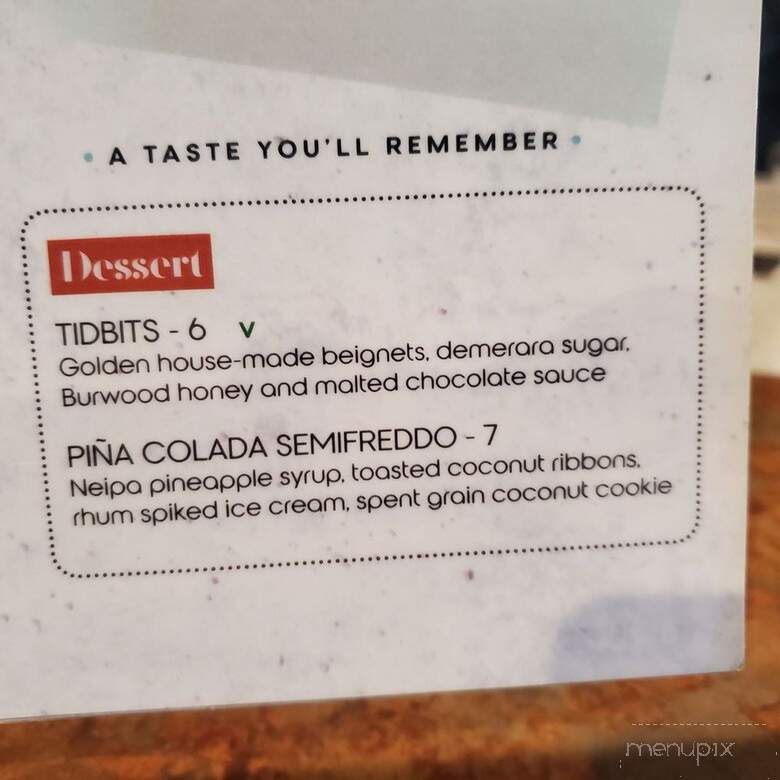 • A TASTE YOU'LL REMEMBER •
Dessert
TIDBITS - 6 V
Golden house-made beignets, demerara sugar,
Burwood honey and malted chocolate sauce
PIÑA COLADA SEMIFREDDO - 7
Neipa pineapple syrup, toasted coconut ribbons,
rhum spiked ice cream, spent grain coconut cookie
menupix